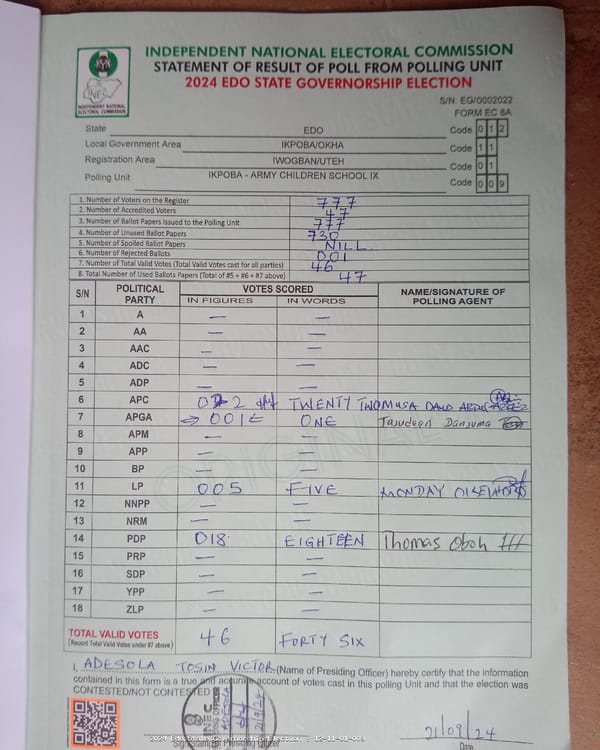 INDEPENDENT NATIONAL ELECTORAL COMMISSION
STATEMENT OF RESULT OF POLL FROM POLLING UNIT
2024 EDO STATE GOVERNORSHIP ELECTION
INEC
INDEPENDENT NATIONAL ELECTORAL COMMISSION
S/N: EG/0002022
FORM EC 8A
State EDO Code 0 1 2
Local Government Area IKPOBA/OKHA Code 1 1
Registration Area IWOGBAN/UTEH Code 0 1
Polling Unit IKPOBA - ARMY CHILDREN SCHOOL IX Code 0 0 9
1. Number of Voters on the Register 777
2. Number of Accredited Voters 47
3. Number of Ballot Papers Issued to the Polling Unit 777
4. Number of Unused Ballot Papers 730
5. Number of Spoiled Ballot Papers NILL
6. Number of Rejected Ballots 001
7. Number of Total Valid Votes (Total Valid Votes cast for all parties) 46
8. Total Number of Used Ballots Papers (Total of #5 + #6 + #7 above) 47
S/N POLITICAL PARTY VOTES SCORED NAME/SIGNATURE OF POLLING AGENT
IN FIGURES IN WORDS
1 A — —
2 AA — —
3 AAC — —
4 ADC — —
5 ADP — —
6 APC 022 TWENTY TWO MUSA
7 APGA 001 ONE Tajudeen Danjuma
8 APM — —
9 APP — —
10 BP — —
11 LP 005 FIVE MONDAY
12 NNPP — —
13 NRM — —
14 PDP 018 EIGHTEEN Thomas Oboh
15 PRP — —
16 SDP — —
17 YPP — —
18 ZLP — —
ORIGINAL
TOTAL VALID VOTES 46 FORTY SIX
(Record Total Valid Votes under #7 above)
I, ADESOLA TOSIN VICTOR (Name of Presiding Officer) hereby certify that the information
contained in this form is a true and accurate account of votes cast in this polling Unit and that the election was
CONTESTED/NOT CONTESTED
INEC
21/9/24
21/09/24
Signature of Presiding Officer Date
2024 Edo State Governorship Election : 12-11-01-009